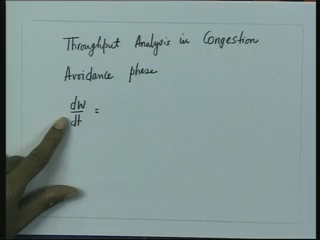 Throughput Analysis in Congestion
Avoidance phase
dW/dt =